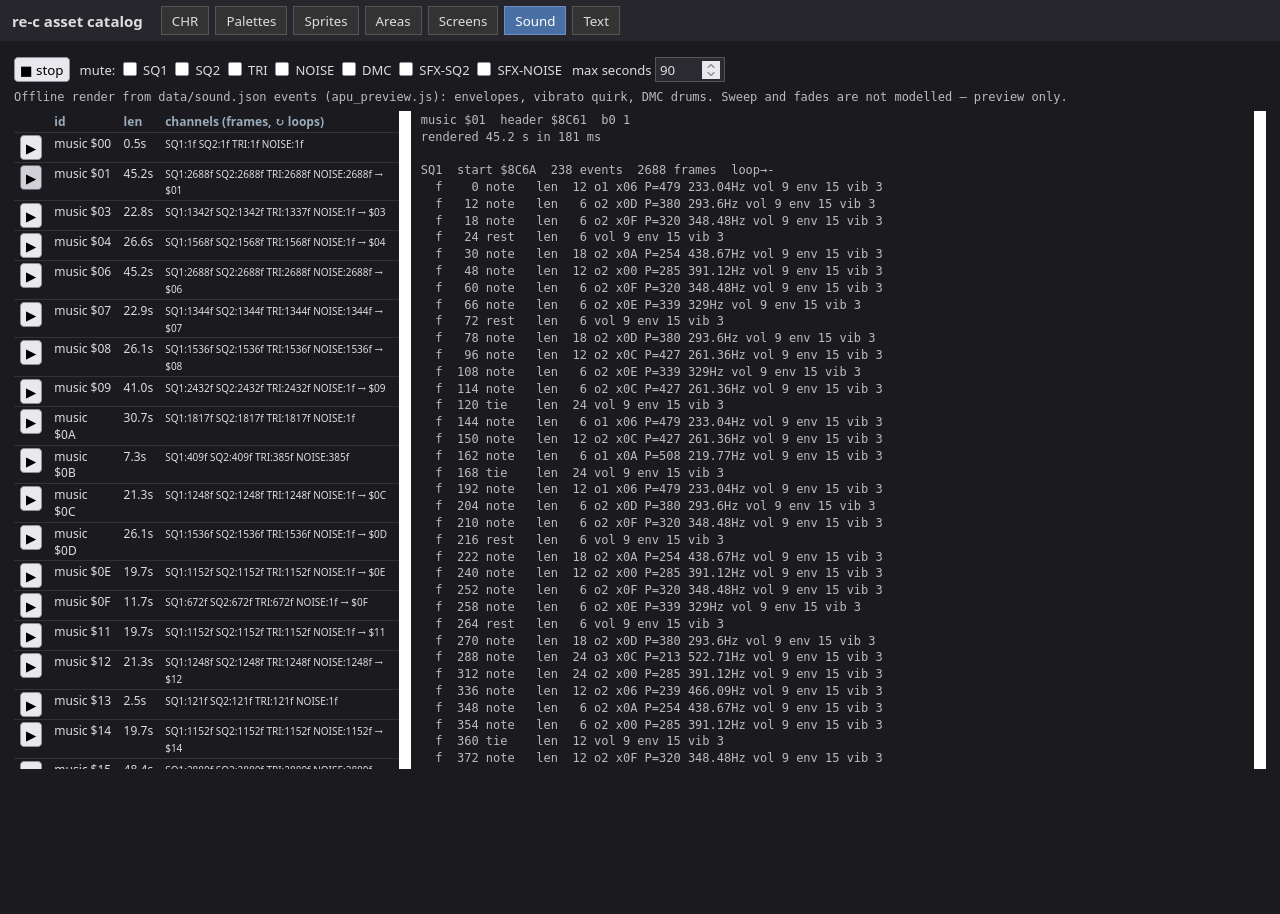 re-c asset catalog CHR Palettes Sprites Areas Screens Sound Text
■ stop mute: SQ1 SQ2 TRI NOISE DMC SFX-SQ2 SFX-NOISE max seconds 90
Offline render from data/sound.json events (apu_preview.js): envelopes, vibrato quirk, DMC drums. Sweep and fades are not modelled — preview only.
id len channels (frames, ↻ loops)
▶ music $00 0.5s SQ1:1f SQ2:1f TRI:1f NOISE:1f
▶ music $01 45.2s SQ1:2688f SQ2:2688f TRI:2688f NOISE:2688f →
$01
▶ music $03 22.8s SQ1:1342f SQ2:1342f TRI:1337f NOISE:1f → $03
▶ music $04 26.6s SQ1:1568f SQ2:1568f TRI:1568f NOISE:1f → $04
▶ music $06 45.2s SQ1:2688f SQ2:2688f TRI:2688f NOISE:2688f →
$06
▶ music $07 22.9s SQ1:1344f SQ2:1344f TRI:1344f NOISE:1344f →
$07
▶ music $08 26.1s SQ1:1536f SQ2:1536f TRI:1536f NOISE:1536f →
$08
▶ music $09 41.0s SQ1:2432f SQ2:2432f TRI:2432f NOISE:1f → $09
▶ music 30.7s SQ1:1817f SQ2:1817f TRI:1817f NOISE:1f
$0A
▶ music 7.3s SQ1:409f SQ2:409f TRI:385f NOISE:385f
$0B
▶ music 21.3s SQ1:1248f SQ2:1248f TRI:1248f NOISE:1f → $0C
$0C
▶ music 26.1s SQ1:1536f SQ2:1536f TRI:1536f NOISE:1f → $0D
$0D
▶ music $0E 19.7s SQ1:1152f SQ2:1152f TRI:1152f NOISE:1f → $0E
▶ music $0F 11.7s SQ1:672f SQ2:672f TRI:672f NOISE:1f → $0F
▶ music $11 19.7s SQ1:1152f SQ2:1152f TRI:1152f NOISE:1f → $11
▶ music $12 21.3s SQ1:1248f SQ2:1248f TRI:1248f NOISE:1248f →
$12
▶ music $13 2.5s SQ1:121f SQ2:121f TRI:121f NOISE:1f
▶ music $14 19.7s SQ1:1152f SQ2:1152f TRI:1152f NOISE:1152f →
$14
music $01 header $8C61 b0 1
rendered 45.2 s in 181 ms
SQ1 start $8C6A 238 events 2688 frames loop→-
f 0 note len 12 o1 x06 P=479 233.04Hz vol 9 env 15 vib 3
f 12 note len 6 o2 x0D P=380 293.6Hz vol 9 env 15 vib 3
f 18 note len 6 o2 x0F P=320 348.48Hz vol 9 env 15 vib 3
f 24 rest len 6 vol 9 env 15 vib 3
f 30 note len 18 o2 x0A P=254 438.67Hz vol 9 env 15 vib 3
f 48 note len 12 o2 x00 P=285 391.12Hz vol 9 env 15 vib 3
f 60 note len 6 o2 x0F P=320 348.48Hz vol 9 env 15 vib 3
f 66 note len 6 o2 x0E P=339 329Hz vol 9 env 15 vib 3
f 72 rest len 6 vol 9 env 15 vib 3
f 78 note len 18 o2 x0D P=380 293.6Hz vol 9 env 15 vib 3
f 96 note len 12 o2 x0C P=427 261.36Hz vol 9 env 15 vib 3
f 108 note len 6 o2 x0E P=339 329Hz vol 9 env 15 vib 3
f 114 note len 6 o2 x0C P=427 261.36Hz vol 9 env 15 vib 3
f 120 tie len 24 vol 9 env 15 vib 3
f 144 note len 6 o1 x06 P=479 233.04Hz vol 9 env 15 vib 3
f 150 note len 12 o2 x0C P=427 261.36Hz vol 9 env 15 vib 3
f 162 note len 6 o1 x0A P=508 219.77Hz vol 9 env 15 vib 3
f 168 tie len 24 vol 9 env 15 vib 3
f 192 note len 12 o1 x06 P=479 233.04Hz vol 9 env 15 vib 3
f 204 note len 6 o2 x0D P=380 293.6Hz vol 9 env 15 vib 3
f 210 note len 6 o2 x0F P=320 348.48Hz vol 9 env 15 vib 3
f 216 rest len 6 vol 9 env 15 vib 3
f 222 note len 18 o2 x0A P=254 438.67Hz vol 9 env 15 vib 3
f 240 note len 12 o2 x00 P=285 391.12Hz vol 9 env 15 vib 3
f 252 note len 6 o2 x0F P=320 348.48Hz vol 9 env 15 vib 3
f 258 note len 6 o2 x0E P=339 329Hz vol 9 env 15 vib 3
f 264 rest len 6 vol 9 env 15 vib 3
f 270 note len 18 o2 x0D P=380 293.6Hz vol 9 env 15 vib 3
f 288 note len 24 o3 x0C P=213 522.71Hz vol 9 env 15 vib 3
f 312 note len 24 o2 x00 P=285 391.12Hz vol 9 env 15 vib 3
f 336 note len 12 o2 x06 P=239 466.09Hz vol 9 env 15 vib 3
f 348 note len 6 o2 x0A P=254 438.67Hz vol 9 env 15 vib 3
f 354 note len 6 o2 x00 P=285 391.12Hz vol 9 env 15 vib 3
f 360 tie len 12 vol 9 env 15 vib 3
f 372 note len 12 o2 x0F P=320 348.48Hz vol 9 env 15 vib 3